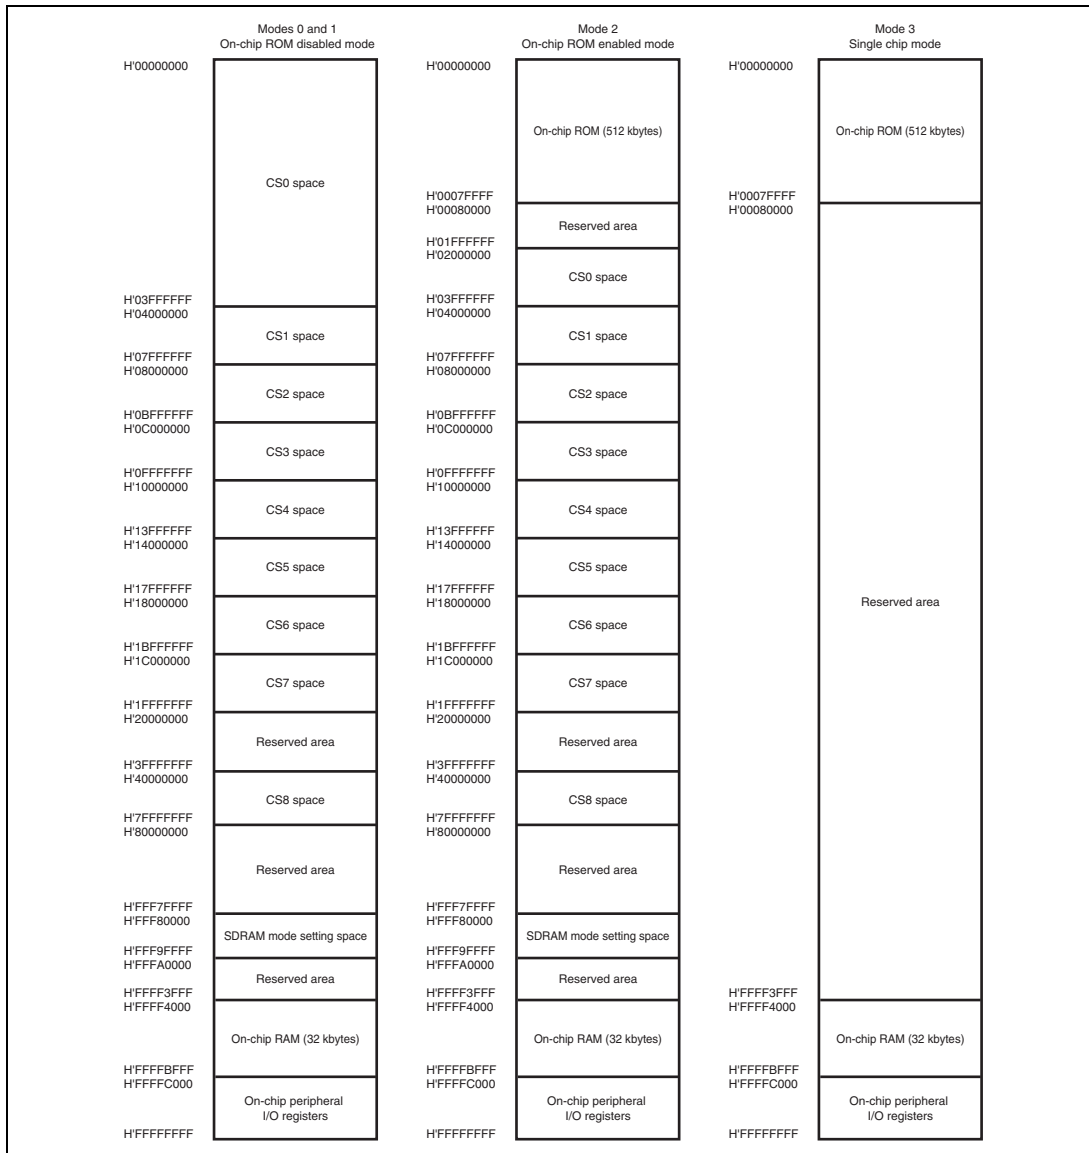 Modes 0 and 1
On-chip ROM disabled mode
H'00000000
CS0 space
H'03FFFFFF
H'04000000
CS1 space
H'07FFFFFF
H'08000000
CS2 space
H'0BFFFFFF
H'0C000000
CS3 space
H'0FFFFFFF
H'10000000
CS4 space
H'13FFFFFF
H'14000000
CS5 space
H'17FFFFFF
H'18000000
CS6 space
H'1BFFFFFF
H'1C000000
CS7 space
H'1FFFFFFF
H'20000000
Reserved area
H'3FFFFFFF
H'40000000
CS8 space
H'7FFFFFFF
H'80000000
Reserved area
H'FFF7FFFF
H'FFF80000
SDRAM mode setting space
H'FFF9FFFF
H'FFFA0000
Reserved area
H'FFFF3FFF
H'FFFF4000
On-chip RAM (32 kbytes)
H'FFFFBFFF
H'FFFFC000
On-chip peripheral
I/O registers
H'FFFFFFFF
Mode 2
On-chip ROM enabled mode
H'00000000
On-chip ROM (512 kbytes)
H'0007FFFF
H'00080000
Reserved area
H'01FFFFFF
H'02000000
CS0 space
H'03FFFFFF
H'04000000
CS1 space
H'07FFFFFF
H'08000000
CS2 space
H'0BFFFFFF
H'0C000000
CS3 space
H'0FFFFFFF
H'10000000
CS4 space
H'13FFFFFF
H'14000000
CS5 space
H'17FFFFFF
H'18000000
CS6 space
H'1BFFFFFF
H'1C000000
CS7 space
H'1FFFFFFF
H'20000000
Reserved area
H'3FFFFFFF
H'40000000
CS8 space
H'7FFFFFFF
H'80000000
Reserved area
H'FFF7FFFF
H'FFF80000
SDRAM mode setting space
H'FFF9FFFF
H'FFFA0000
Reserved area
H'FFFF3FFF
H'FFFF4000
On-chip RAM (32 kbytes)
H'FFFFBFFF
H'FFFFC000
On-chip peripheral
I/O registers
H'FFFFFFFF
Mode 3
Single chip mode
H'00000000
On-chip ROM (512 kbytes)
H'0007FFFF
H'00080000
Reserved area
H'FFFF3FFF
H'FFFF4000
On-chip RAM (32 kbytes)
H'FFFFBFFF
H'FFFFC000
On-chip peripheral
I/O registers
H'FFFFFFFF